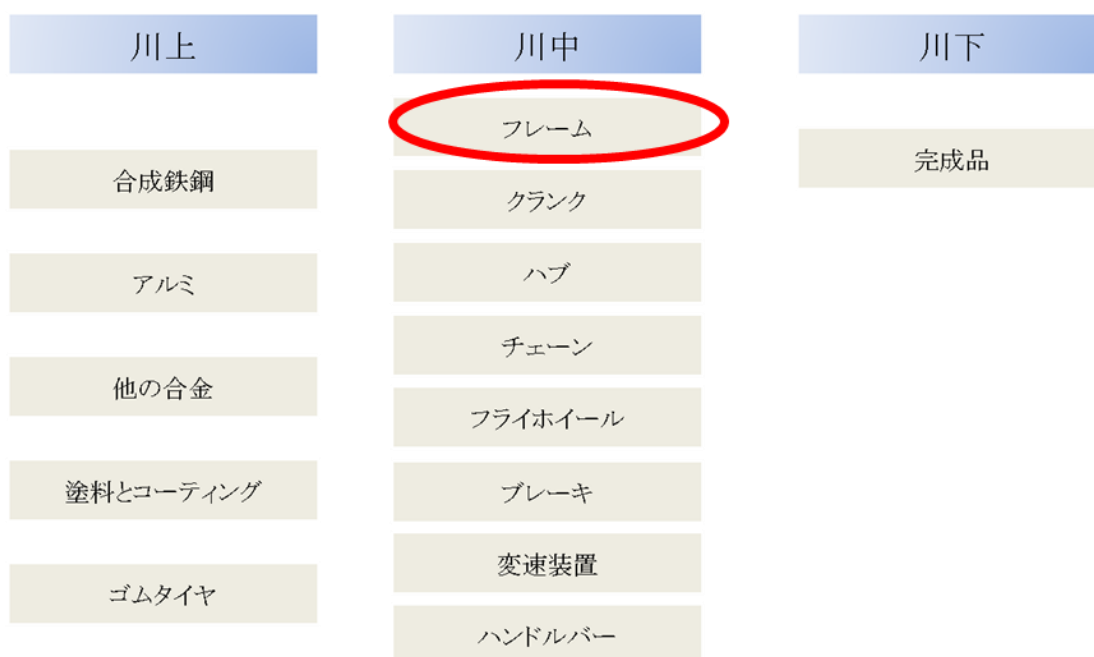 川上
合成鉄鋼
アルミ
他の合金
塗料とコーティング
ゴムタイヤ
川中
フレーム
クランク
ハブ
チェーン
フライホイール
ブレーキ
変速装置
ハンドルバー
川下
完成品